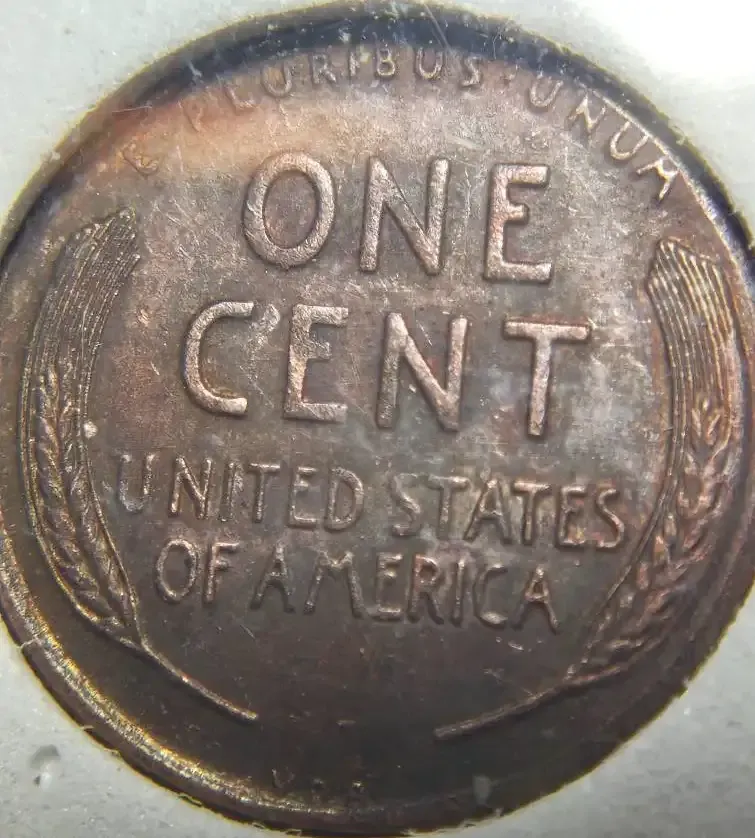 E PLURIBUS · UNUM
ONE
CENT
UNITED STATES
OF AMERICA